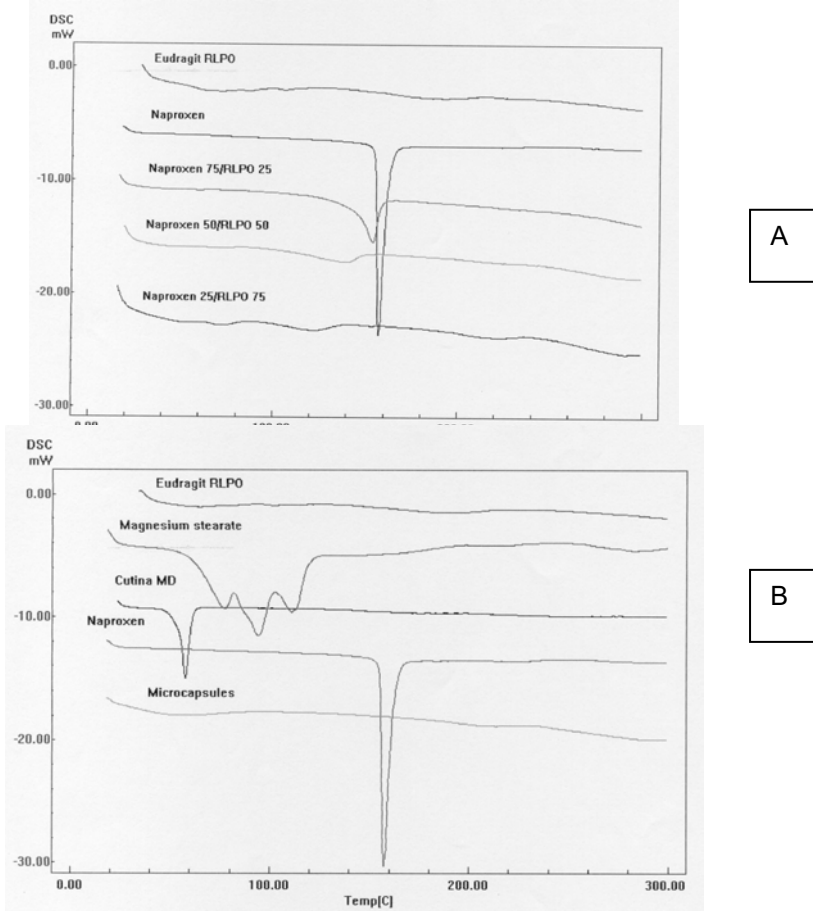 DSC
mW
0.00
Eudragit RLPO
Naproxen
-10.00
Naproxen 75/RLPO 25
A
Naproxen 50/RLPO 50
-20.00
Naproxen 25/RLPO 75
-30.00
DSC
mW
0.00
Eudragit RLPO
Magnesium stearate
Cutina MD
B
-10.00
Naproxen
Microcapsules
-20.00
-30.00
0.00 100.00 200.00 300.00
Temp[C]